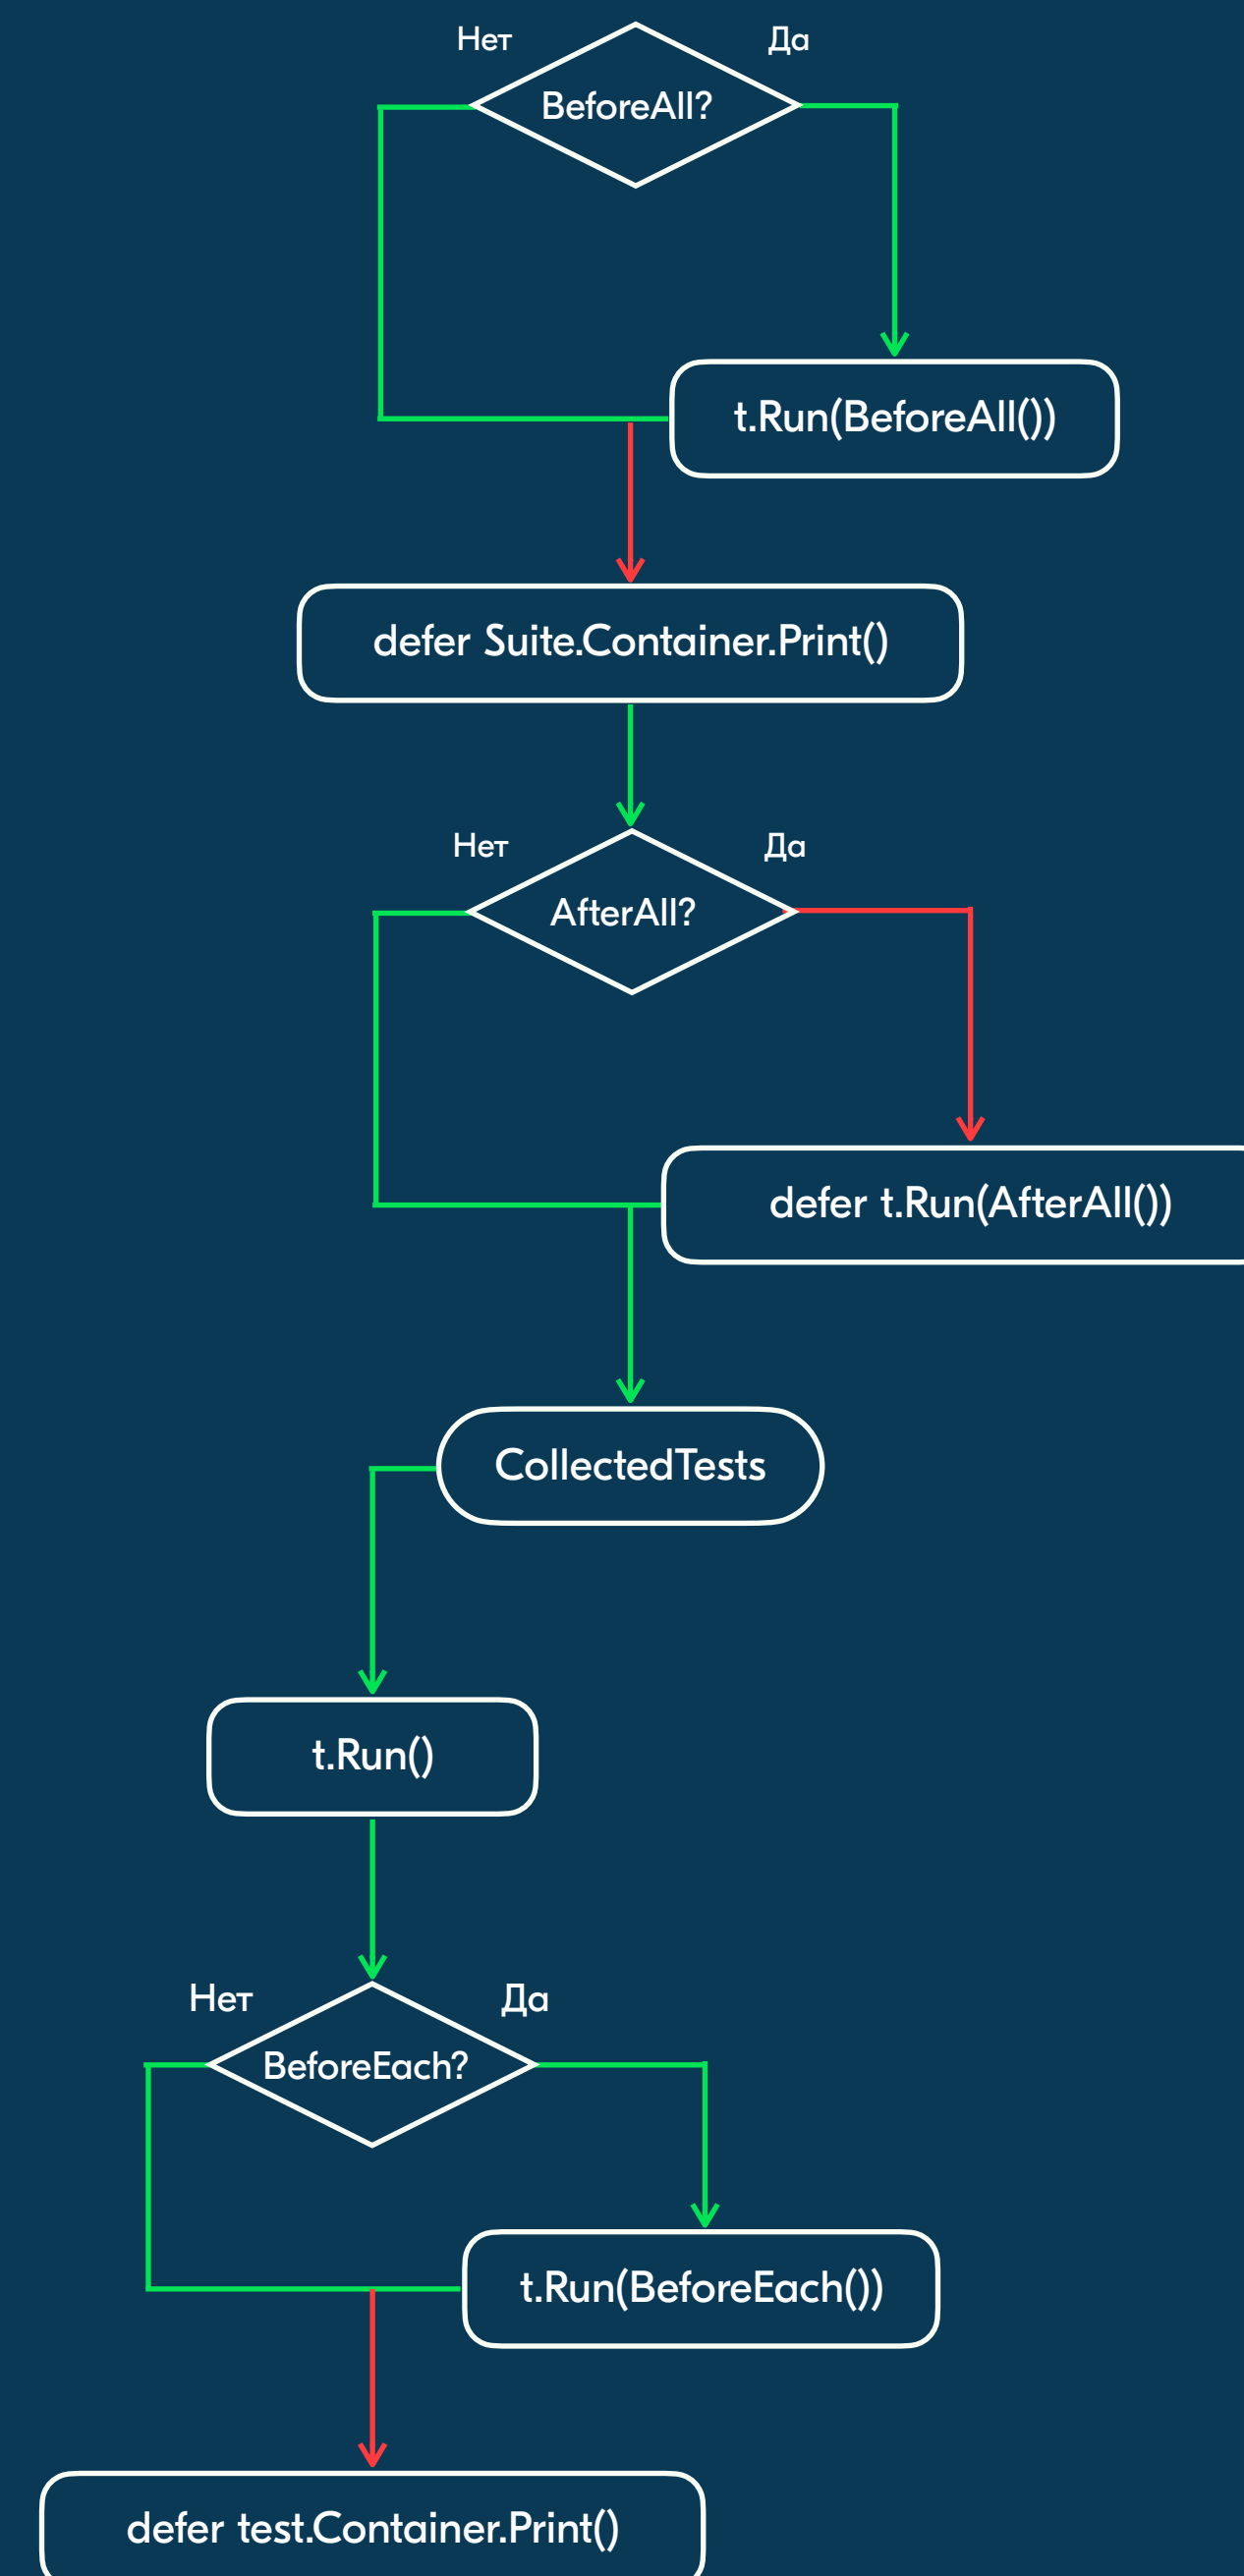 Нет
Да
BeforeAll?
t.Run(BeforeAll())
defer Suite.Container.Print()
Нет
Да
AfterAll?
defer t.Run(AfterAll())
CollectedTests
t.Run()
Нет
Да
BeforeEach?
t.Run(BeforeEach())
defer test.Container.Print()